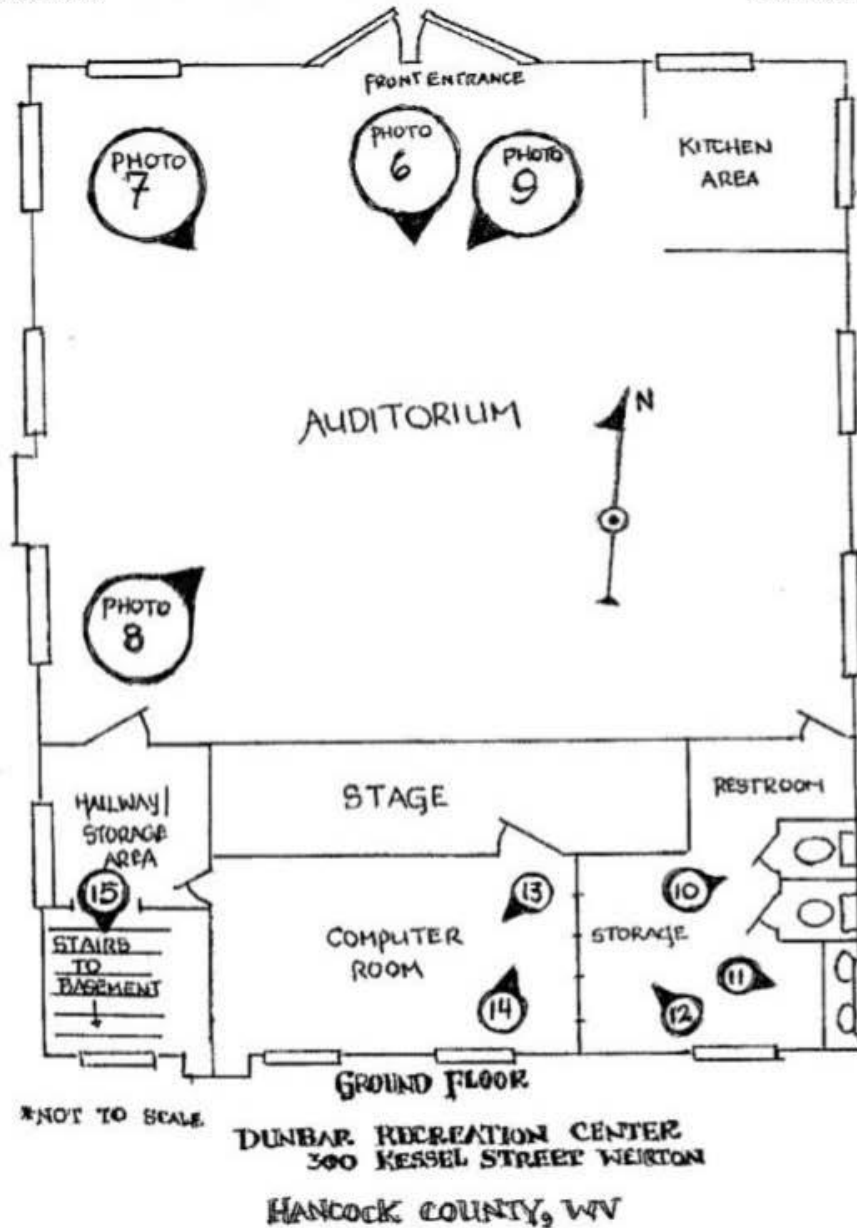 FRONT ENTRANCE
PHOTO
7
PHOTO
6
PHOTO
9
KITCHEN
AREA
AUDITORIUM
N
PHOTO
8
HALLWAY/
STORAGE
AREA
STAGE
RESTROOM
15
13
10
COMPUTER
ROOM
STORAGE
STAIRS
TO
BASEMENT
14
11
12
GROUND FLOOR
*NOT TO SCALE
DUNBAR RECREATION CENTER
300 KESSEL STREET WEIRTON
HANCOCK COUNTY, WV